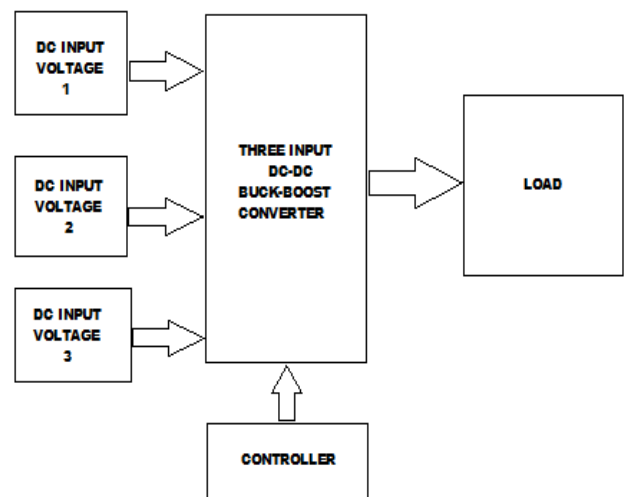 DC INPUT
VOLTAGE
1
DC INPUT
VOLTAGE
2
DC INPUT
VOLTAGE
3
THREE INPUT
DC-DC
BUCK-BOOST
CONVERTER
LOAD
CONTROLLER